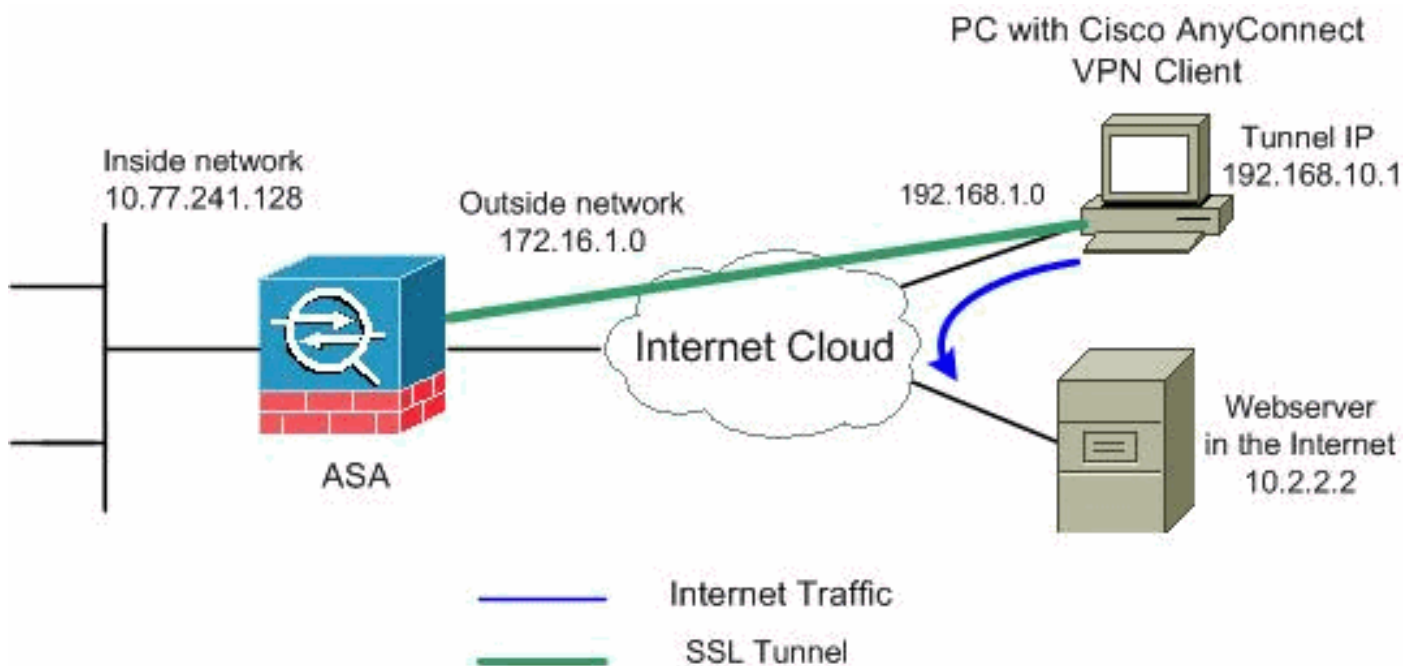 PC with Cisco AnyConnect
VPN Client
Inside network
10.77.241.128
Outside network
172.16.1.0
192.168.1.0
Tunnel IP
192.168.10.1
Internet Cloud
ASA
Webserver
in the Internet
10.2.2.2
Internet Traffic
SSL Tunnel